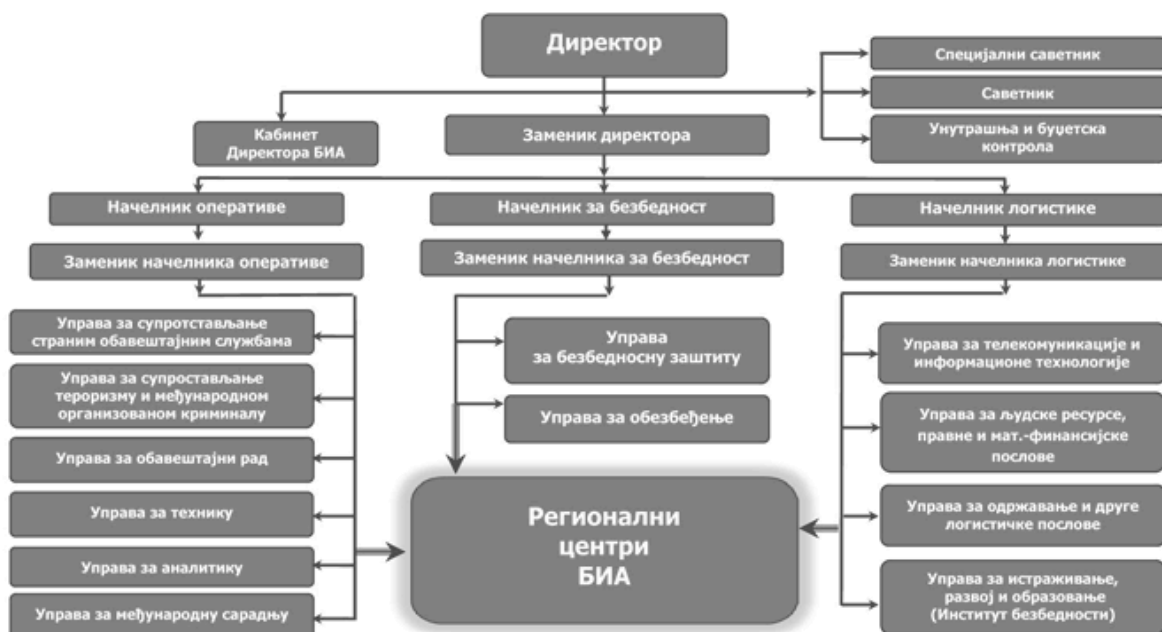 Директор
Специјални саветник
Саветник
Унутрашња и буџетска
контрола
Кабинет
Директора БИА
Заменик директора
Начелник оперативе
Начелник за безбедност
Начелник логистике
Заменик начелника оперативе
Заменик начелника за безбедност
Заменик начелника логистике
Управа за супротстављање
страним обавештајним службама
Управа за супростављање
тероризму и међународном
организованом криминалу
Управа за обавештајни рад
Управа за технику
Управа за аналитику
Управа за међународну сарадњу
Управа
за безбедносну заштиту
Управа за обезбеђење
Регионални
центри
БИА
Управа за телекомуникације и
информационе технологије
Управа за људске ресурсе,
правне и мат.-финансијске
послове
Управа за одржавање и друге
логистичке послове
Управа за истраживање,
развој и образовање
(Институт безбедности)